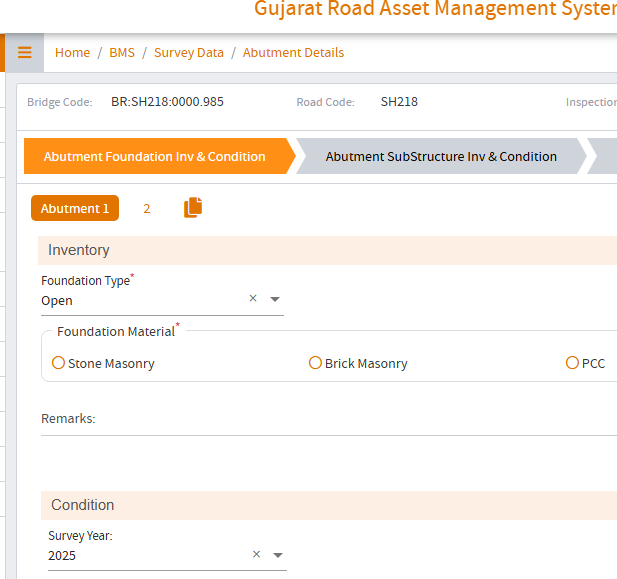 Gujarat Road Asset Management System
Home / BMS / Survey Data / Abutment Details
Bridge Code: BR:SH218:0000.985 Road Code: SH218 Inspection
Abutment Foundation Inv & Condition Abutment SubStructure Inv & Condition
Abutment 1 2
Inventory
Foundation Type*
Open
Foundation Material*
Stone Masonry Brick Masonry PCC
Remarks:
Condition
Survey Year:
2025